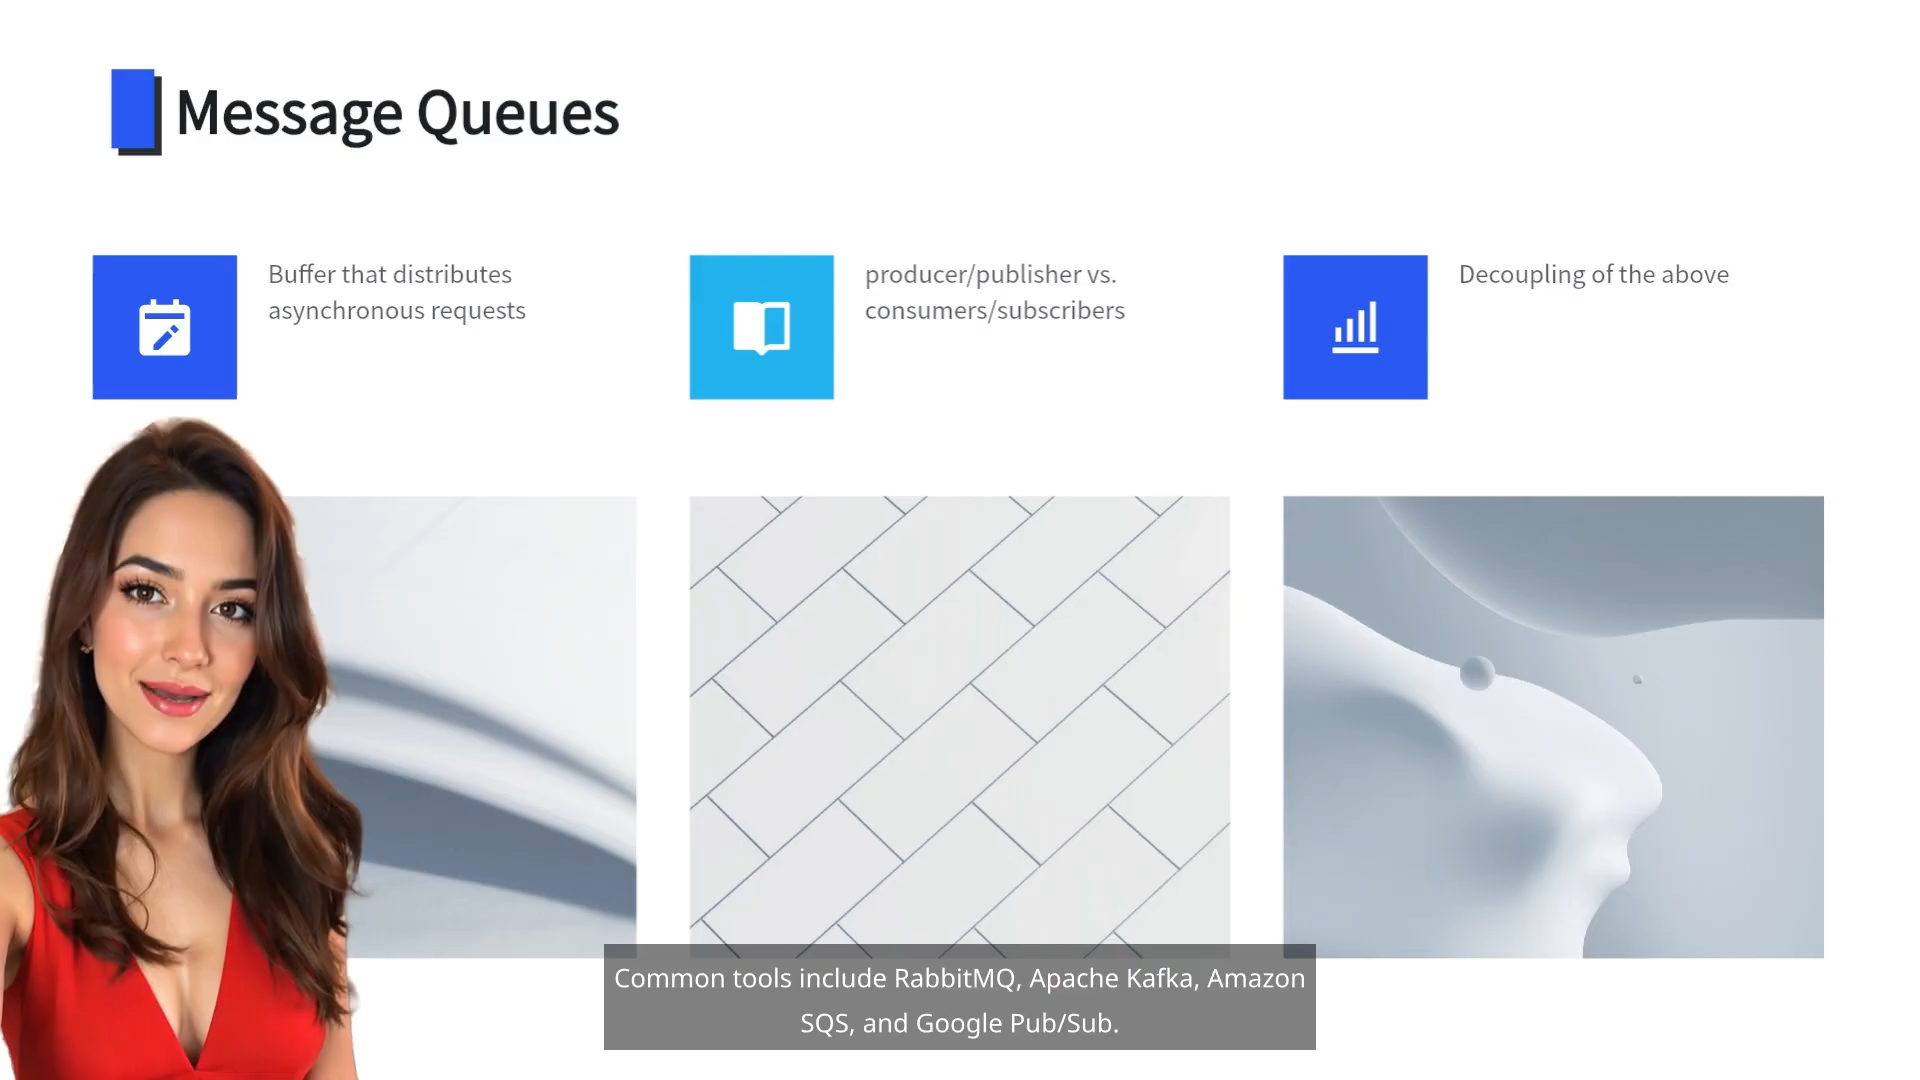 Message Queues
Buffer that distributes
asynchronous requests
producer/publisher vs.
consumers/subscribers
Decoupling of the above
Common tools include RabbitMQ, Apache Kafka, Amazon
SQS, and Google Pub/Sub.